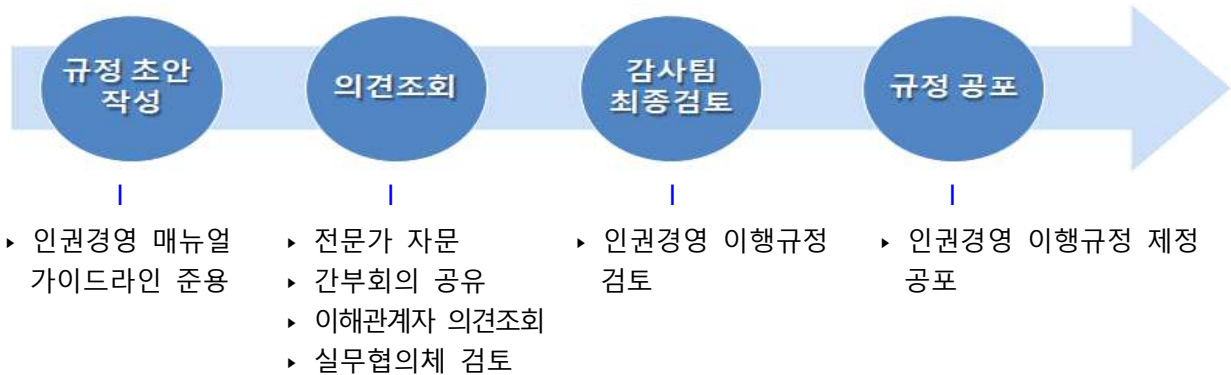 규정 초안
작성
의견조회
감사팀
최종검토
규정 공포
▸ 인권경영 매뉴얼
가이드라인 준용
▸ 전문가 자문
▸ 간부회의 공유
▸ 이해관계자 의견조회
▸ 실무협의체 검토
▸ 인권경영 이행규정
검토
▸ 인권경영 이행규정 제정
공포